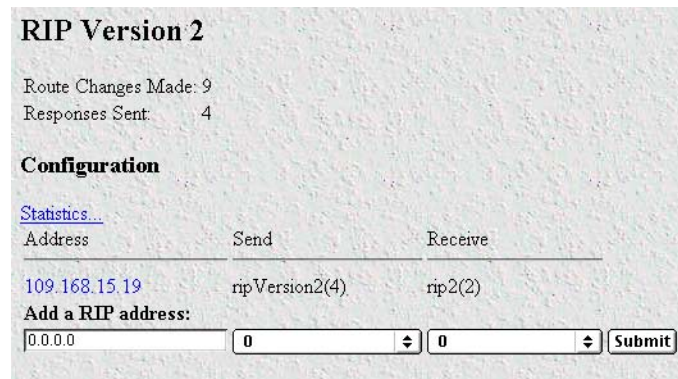 RIP Version 2
Route Changes Made: 9
Responses Sent: 4
Configuration
Statistics...
Address Send Receive
109.168.15.19 ripVersion2(4) rip2(2)
Add a RIP address:
0.0.0.0 0 0 Submit